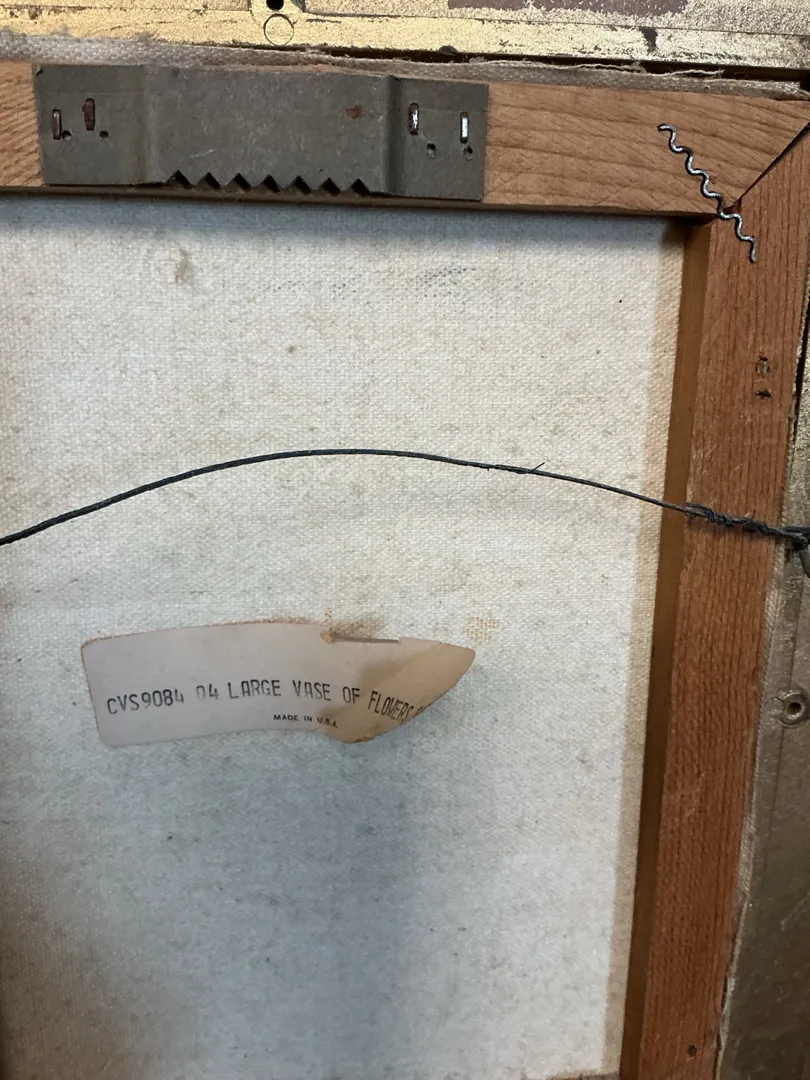 CVS9084 04 LARGE VASE OF FLOWERS
MADE IN U.S.A.